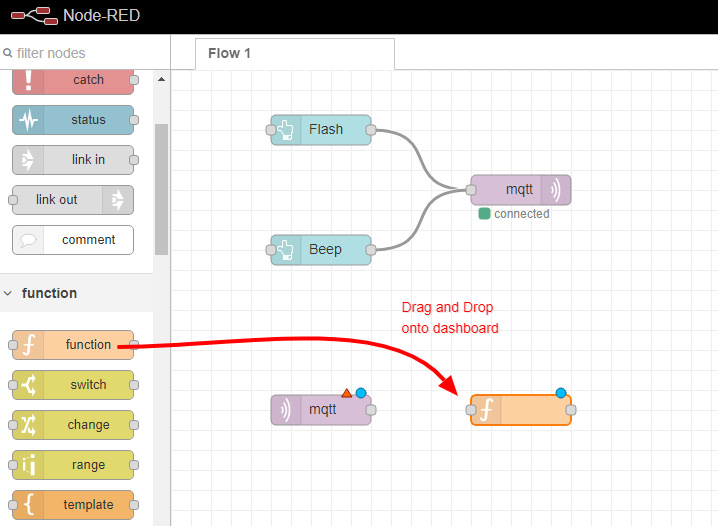 Node-RED
filter nodes
Flow 1
catch
status
link in
link out
comment
function
function
switch
change
range
template
Flash
Beep
mqtt
connected
Drag and Drop
onto dashboard
mqtt